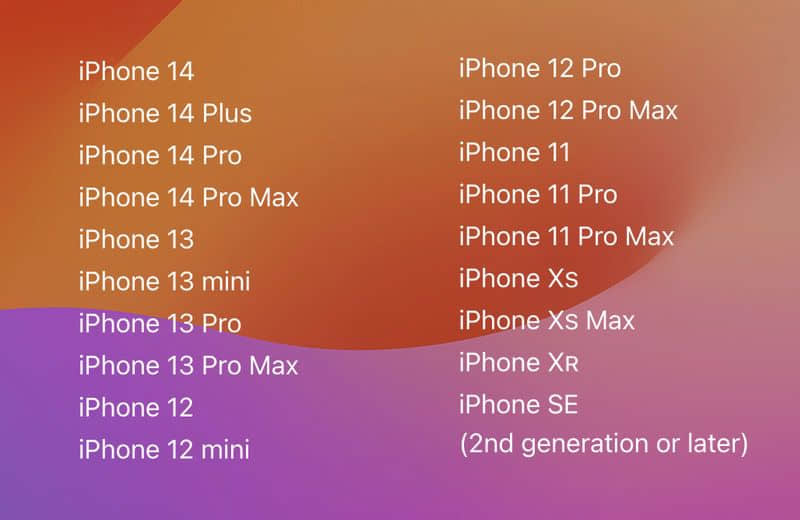 iPhone 14
iPhone 14 Plus
iPhone 14 Pro
iPhone 14 Pro Max
iPhone 13
iPhone 13 mini
iPhone 13 Pro
iPhone 13 Pro Max
iPhone 12
iPhone 12 mini
iPhone 12 Pro
iPhone 12 Pro Max
iPhone 11
iPhone 11 Pro
iPhone 11 Pro Max
iPhone Xs
iPhone Xs Max
iPhone XR
iPhone SE
(2nd generation or later)